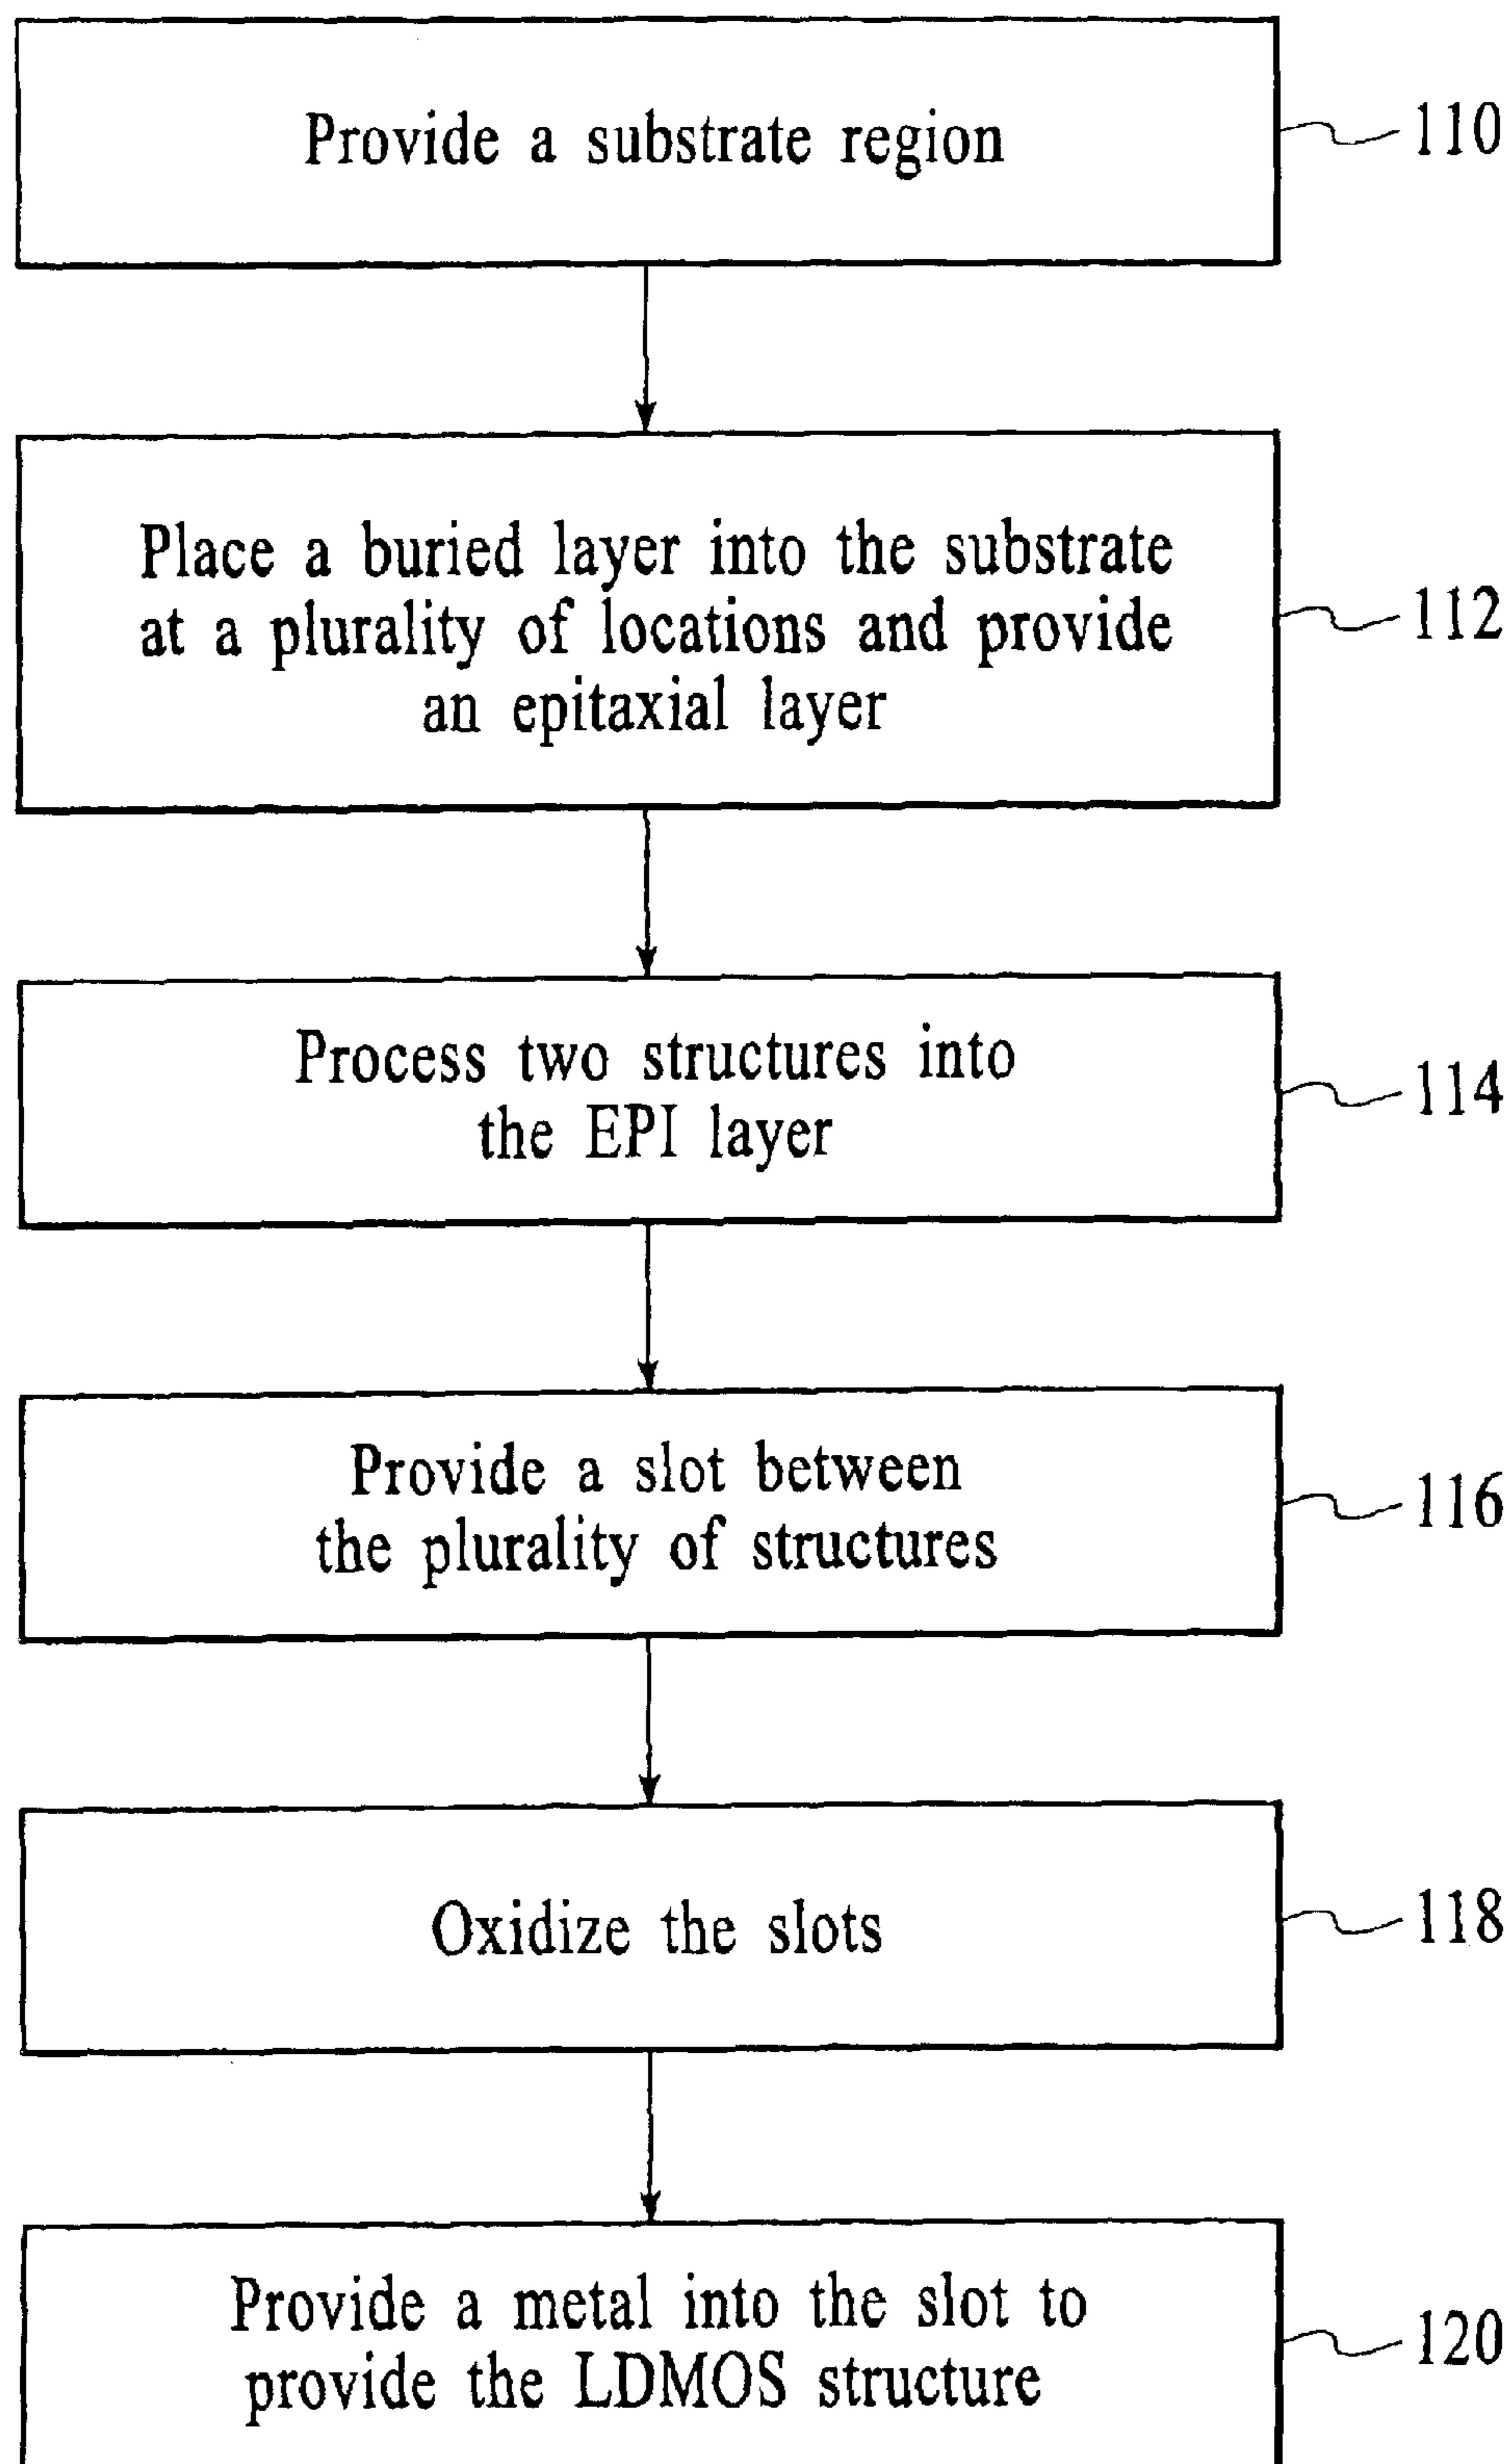 Provide a substrate region
110
Place a buried layer into the substrate
at a plurality of locations and provide
an epitaxial layer
112
Process two structures into
the EPI layer
114
Provide a slot between
the plurality of structures
116
Oxidize the slots
118
Provide a metal into the slot to
provide the LDMOS structure
120